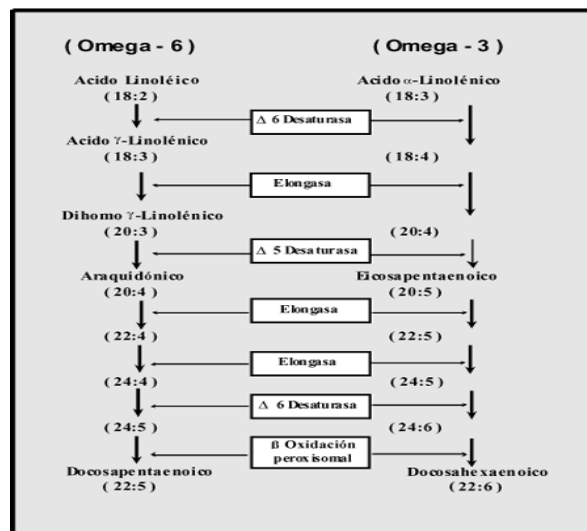 ( Omega - 6 ) ( Omega - 3 )
Acido Linoléico Acido α-Linolénico
(18:2) (18:3)
Δ 6 Desaturasa
Acido γ-Linolénico
(18:3) (18:4)
Elongasa
Dihomo γ-Linolénico
(20:3) (20:4)
Δ 5 Desaturasa
Araquidónico Eicosapentaenoico
(20:4) (20:5)
Elongasa
(22:4) (22:5)
Elongasa
(24:4) (24:5)
Δ 6 Desaturasa
(24:5) (24:6)
ß Oxidación
peroxisomal
Docosapentaenoico Docosahexaenoico
(22:5) (22:6)